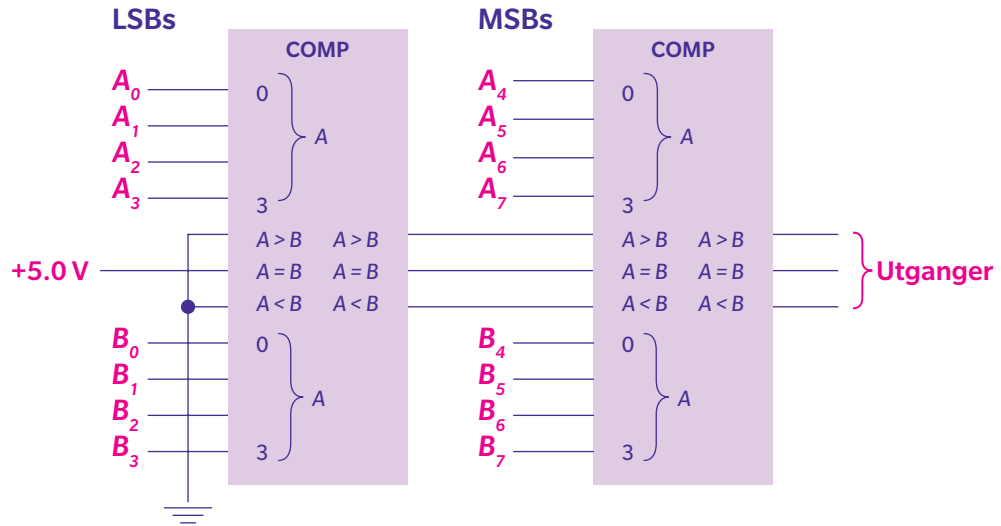 LSBs
COMP
A0
0
A1
A
A2
A3
3
A > B A > B
+5.0 V
A = B A = B
A < B A < B
B0
0
B1
A
B2
B3
3
MSBs
COMP
A4
0
A5
A
A6
A7
3
A > B A > B
A = B A = B
Utganger
A < B A < B
B4
0
B5
A
B6
B7
3